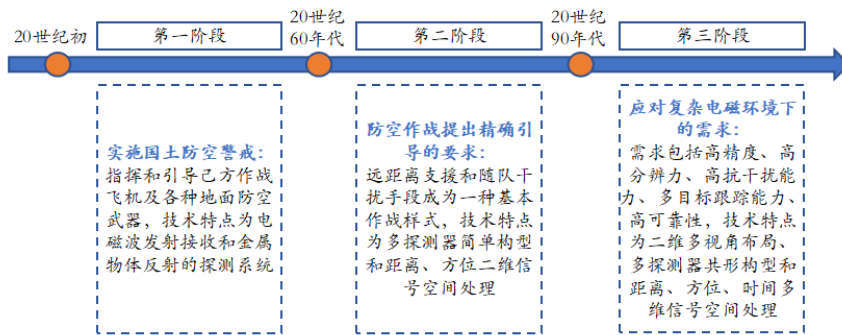 20世纪初
第一阶段
20世纪
60年代
第二阶段
20世纪
90年代
第三阶段
实施国土防空警戒：
指挥和引导己方作战
飞机及各种地面防空
武器，技术特点为电
磁波发射接收和金属
物体反射的探测系统
防空作战提出精确引
导的要求：
远距离支援和随队干
扰手段成为一种基本
作战样式，技术特点
为多探测器简单构型
和距离、方位二维信
号空间处理
应对复杂电磁环境下
的需求：
需求包括高精度、高
分辨力、高抗干扰能
力、多目标跟踪能力、
高可靠性，技术特点
为二维多视角布局、
多探测器共形构型和
距离、方位、时间多
维信号空间处理